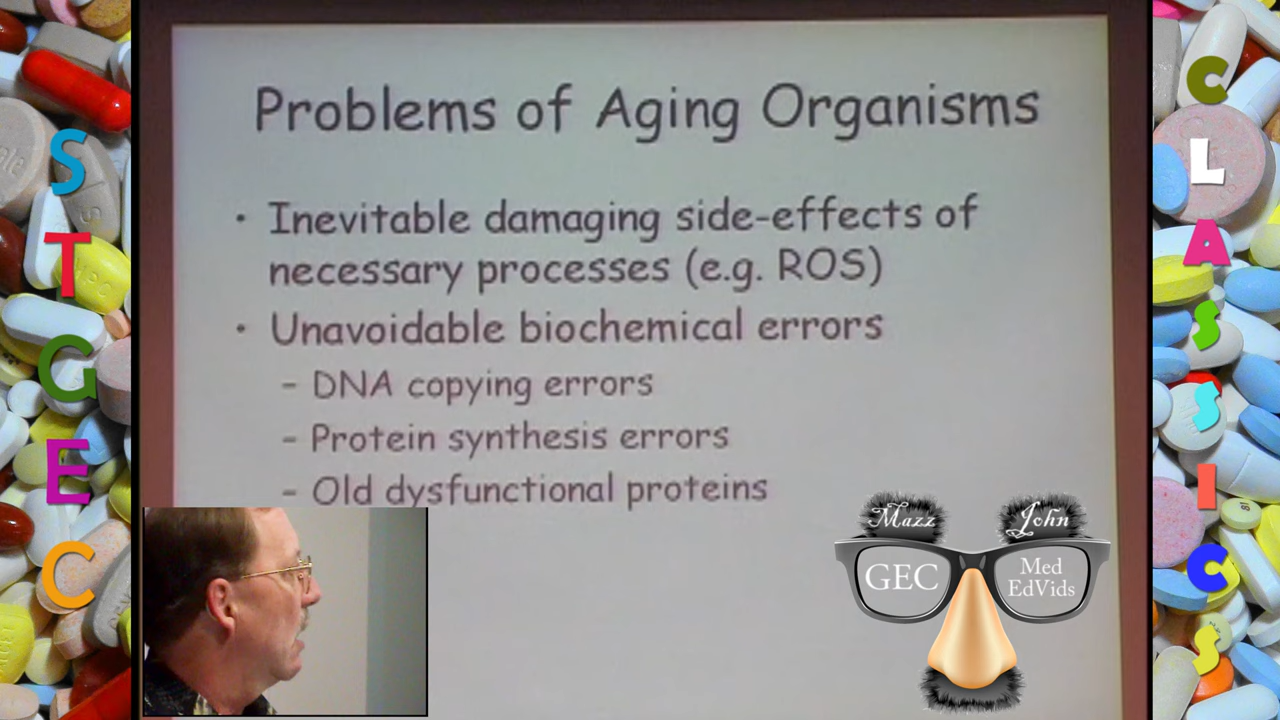 Problems of Aging Organisms
• Inevitable damaging side-effects of
necessary processes (e.g. ROS)
• Unavoidable biochemical errors
– DNA copying errors
– Protein synthesis errors
– Old dysfunctional proteins
STGEC
CLASSICS
Mazz
John
GEC
Med
EdVids